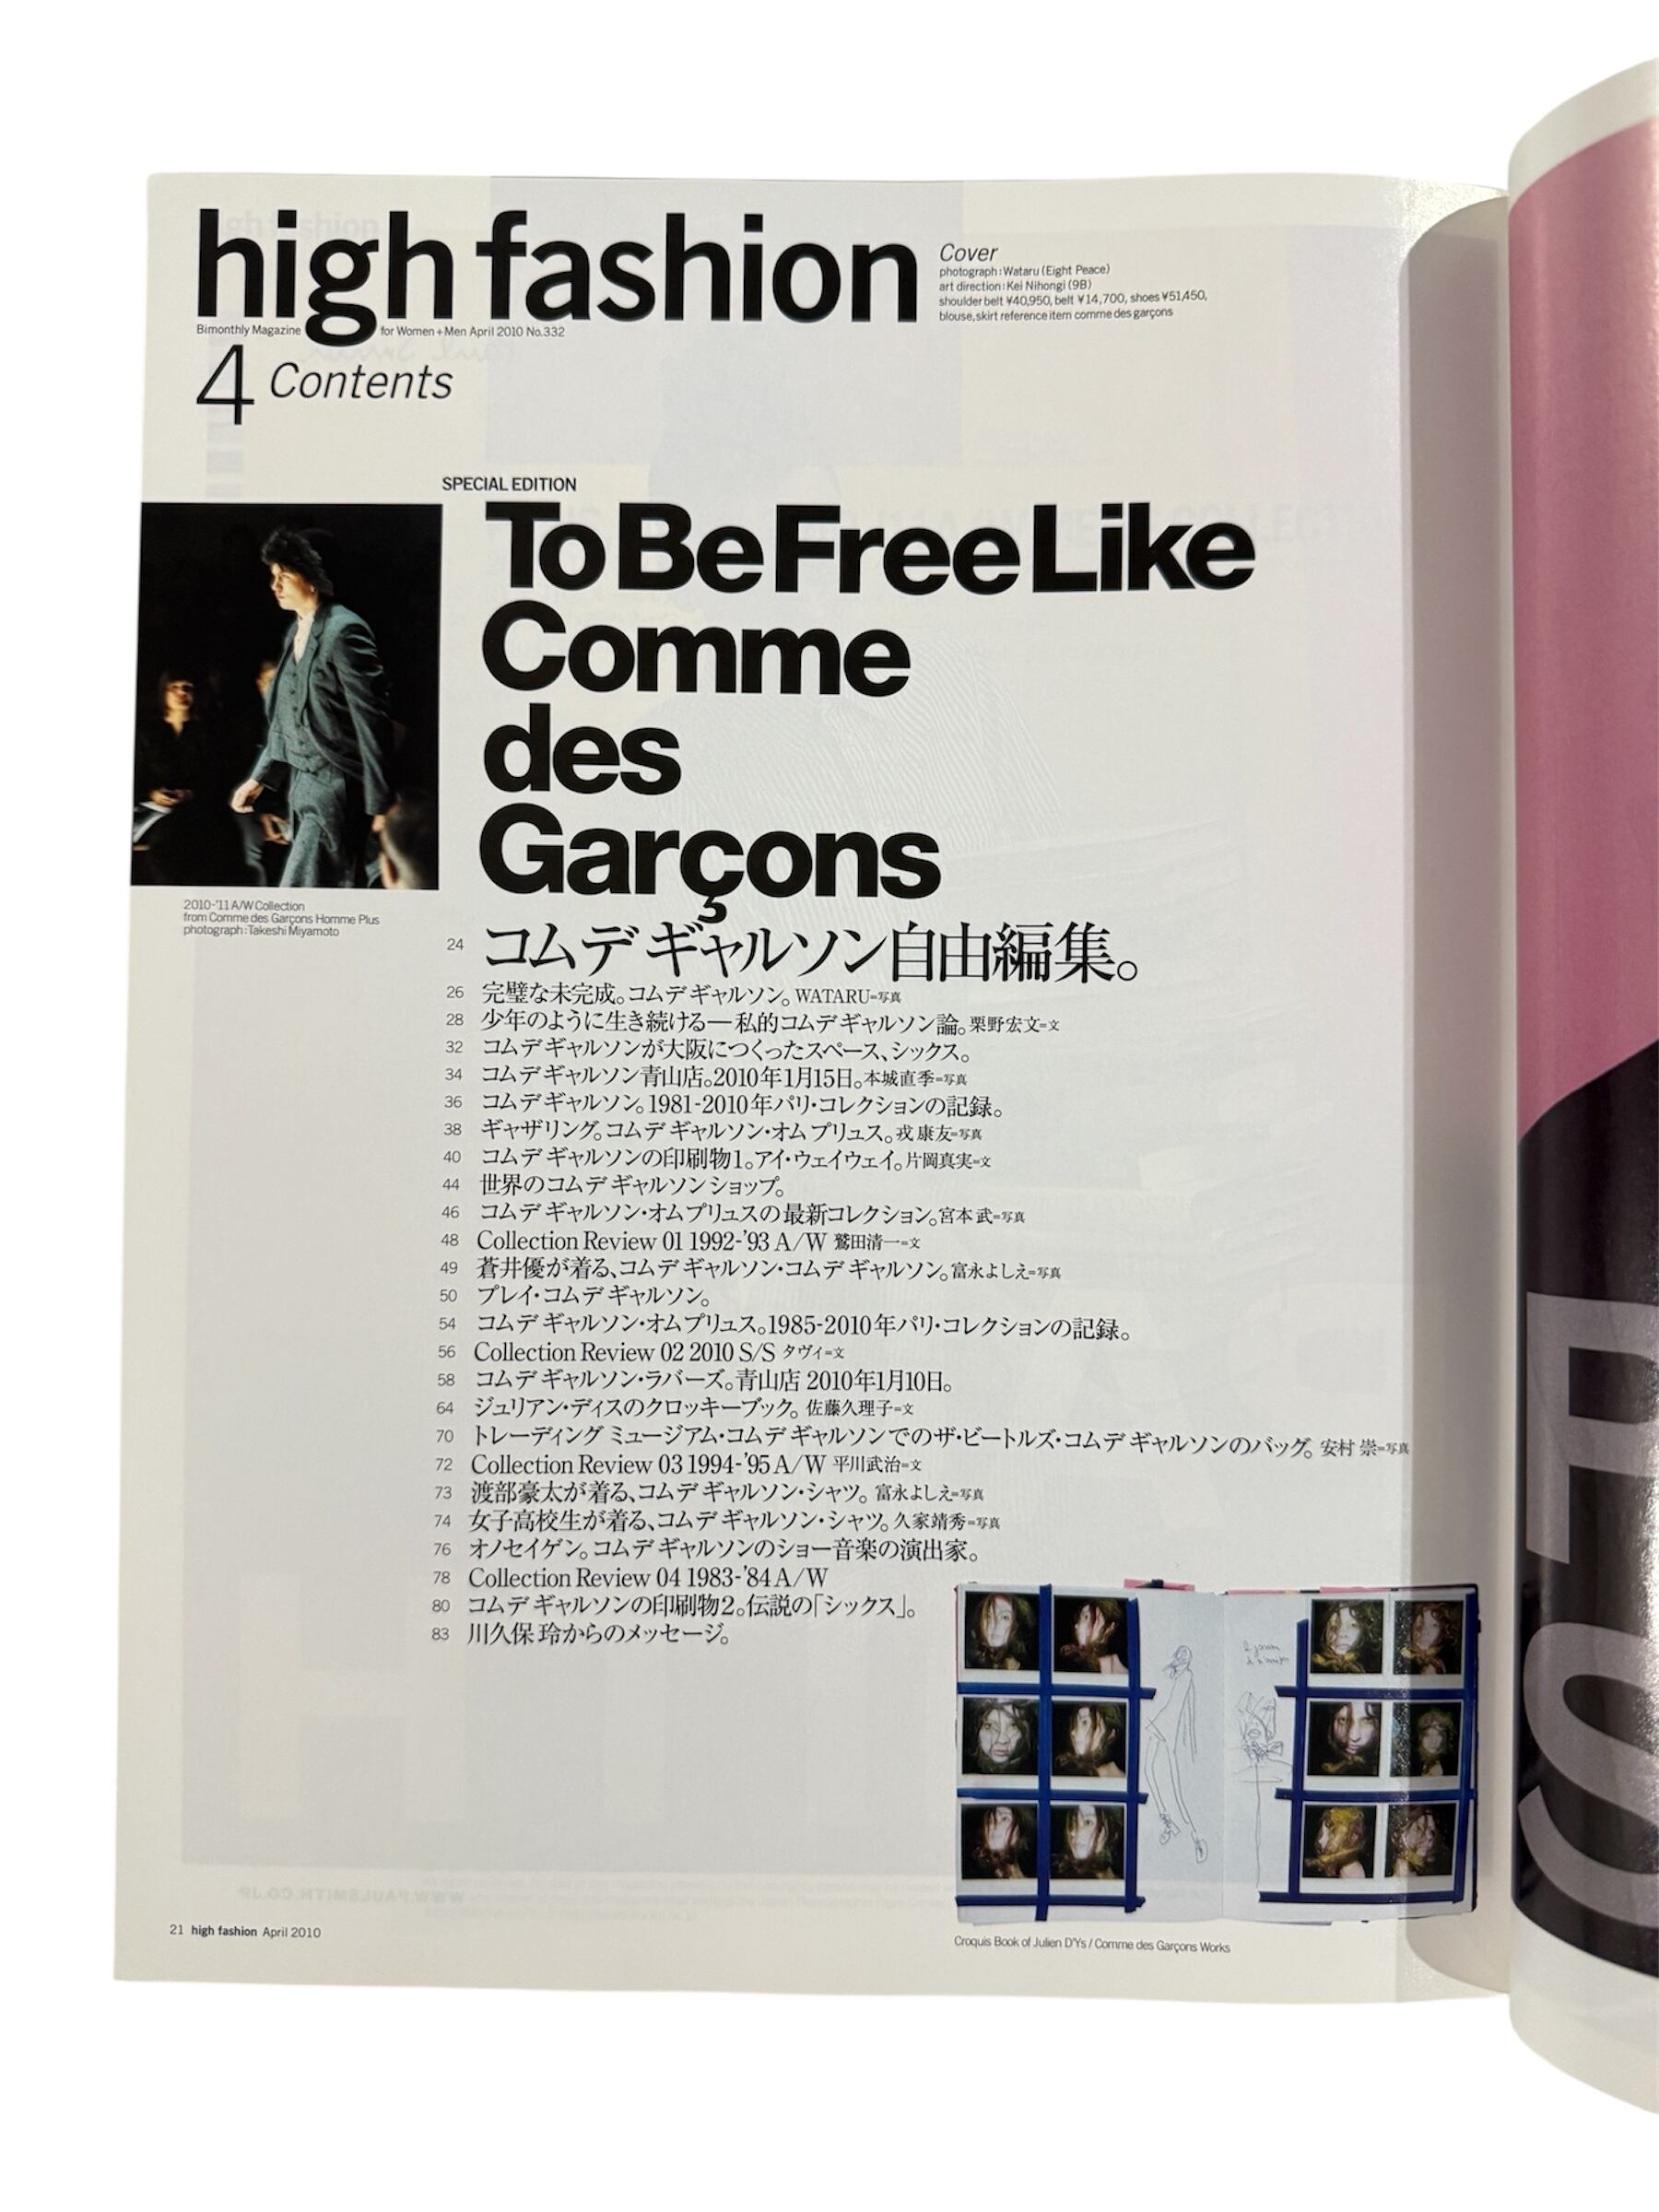 high fashion
Bimonthly Magazine for Women+Men April 2010 No.332
Cover
photograph:Wataru (Eight Peace)
art direction:Kei Nihongi (9B)
shoulder belt ¥40,950, belt ¥14,700, shoes ¥51,450,
blouse, skirt reference item comme des garçons
4 Contents
SPECIAL EDITION
To Be Free Like
Comme
des
Garçons
2010-'11 A/W Collection
from Comme des Garçons Homme Plus
photograph:Takeshi Miyamoto
24 コム デ ギャルソン自由編集。
26 完璧な未完成。コム デ ギャルソン。WATARU=写真
28 少年のように生き続ける―私的コム デ ギャルソン論。栗野宏文=文
32 コム デ ギャルソンが大阪につくったスペース、シックス。
34 コム デ ギャルソン青山店。2010年1月15日。本城直季=写真
36 コム デ ギャルソン。1981-2010年パリ・コレクションの記録。
38 ギャザリング。コム デ ギャルソン・オム プリュス。戎 康友=写真
40 コム デ ギャルソンの印刷物1。アイ・ウェイウェイ。片岡真実=文
44 世界のコム デ ギャルソン ショップ。
46 コム デ ギャルソン・オム プリュスの最新コレクション。宮本 武=写真
48 Collection Review 01 1992-'93 A/W 鷲田清一=文
49 蒼井優が着る、コム デ ギャルソン・コム デ ギャルソン。富永よしえ=写真
50 プレイ・コム デ ギャルソン。
54 コム デ ギャルソン・オム プリュス。1985-2010年パリ・コレクションの記録。
56 Collection Review 02 2010 S/S タヴィ=文
58 コム デ ギャルソン・ラバーズ。青山店 2010年1月10日。
64 ジュリアン・ディスのクロッキーブック。佐藤久理子=文
70 トレーディング ミュージアム・コム デ ギャルソンでのザ・ビートルズ・コム デ ギャルソンのバッグ。安村 崇=写真
72 Collection Review 03 1994-'95 A/W 平川武治=文
73 渡部豪太が着る、コム デ ギャルソン・シャツ。富永よしえ=写真
74 女子高校生が着る、コム デ ギャルソン・シャツ。久家靖秀=写真
76 オノセイゲン。コム デ ギャルソンのショー音楽の演出家。
78 Collection Review 04 1983-'84 A/W
80 コム デ ギャルソンの印刷物2。伝説の「シックス」。
83 川久保 玲からのメッセージ。
Croquis Book of Julien D'Ys / Comme des Garçons Works
21 high fashion April 2010